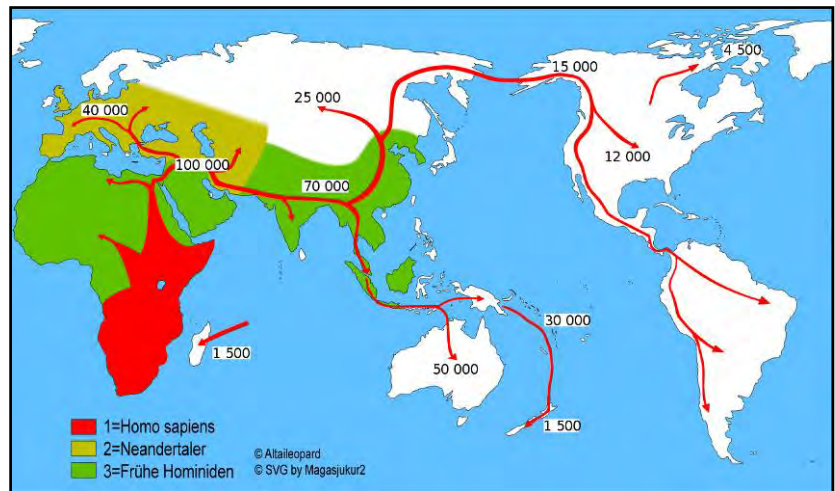 4 500
15 000
25 000
40 000
12 000
100 000
70 000
30 000
1 500
50 000
1 500
1=Homo sapiens
2=Neandertaler
3=Frühe Hominiden
© Altaileopard
© SVG by Magasjukur2